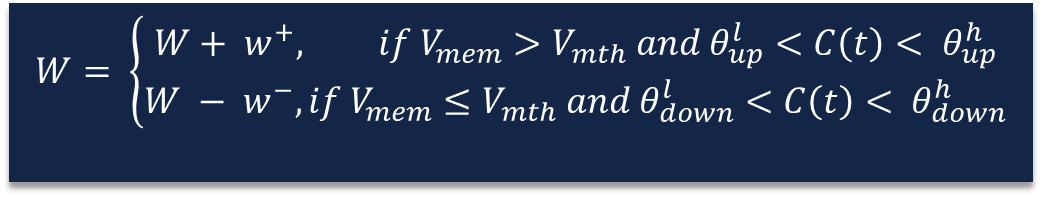 W = { W + w⁺, if V_mem > V_mth and θ^l_up < C(t) < θ^h_up
W − w⁻, if V_mem ≤ V_mth and θ^l_down < C(t) < θ^h_down